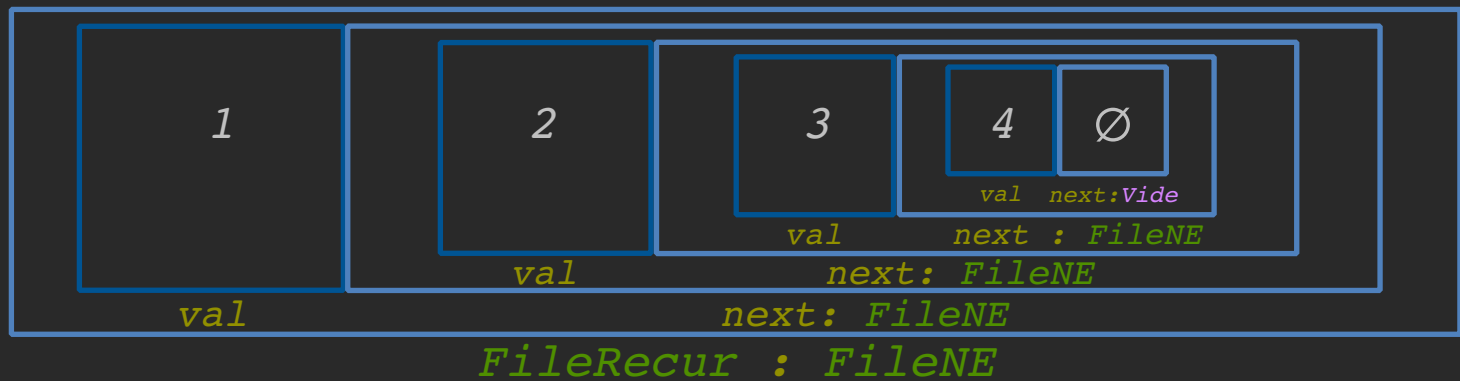 1 2 3 4 ∅
val next:Vide
val next : FileNE
val next: FileNE
val next: FileNE
FileRecur : FileNE